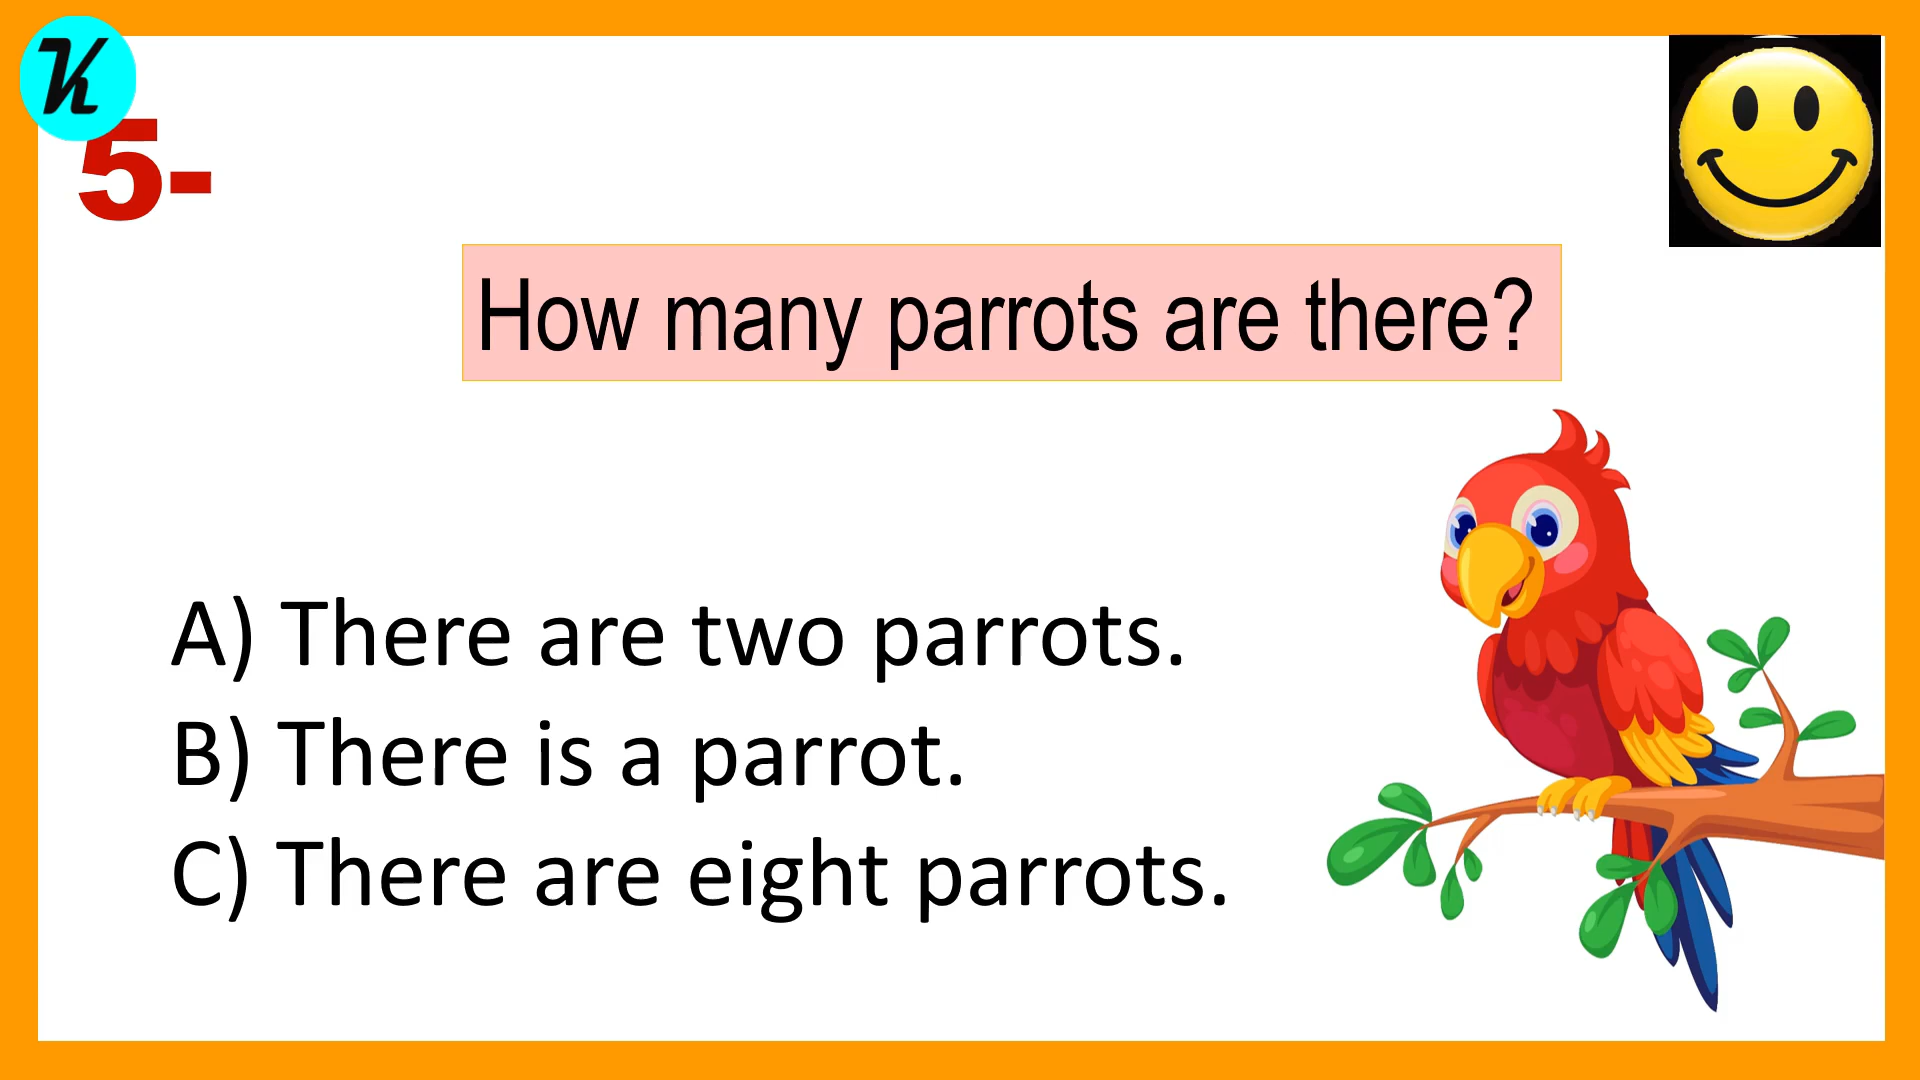 K
5-
How many parrots are there?
A) There are two parrots.
B) There is a parrot.
C) There are eight parrots.